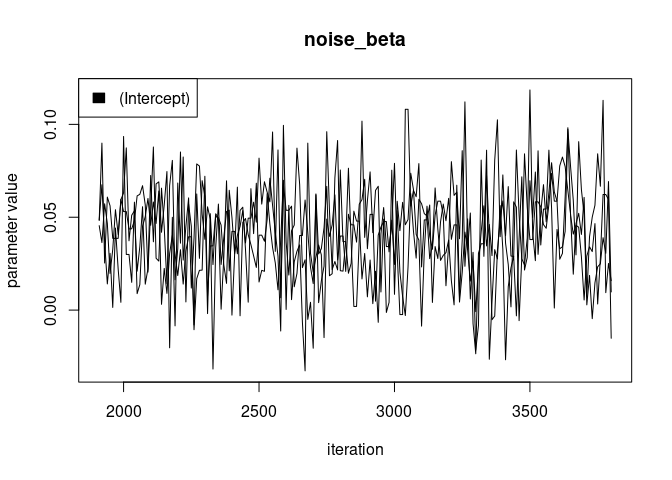 noise_beta
(Intercept)
parameter value
0.10
0.05
0.00
2000 2500 3000 3500
iteration